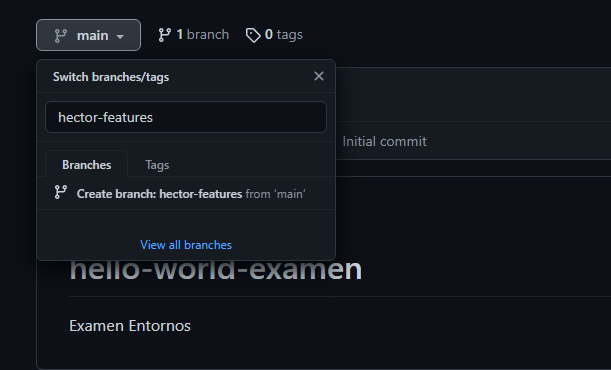 main 1 branch 0 tags
Switch branches/tags
hector-features
Initial commit
Branches Tags
Create branch: hector-features from 'main'
View all branches
hello-world-examen
Examen Entornos